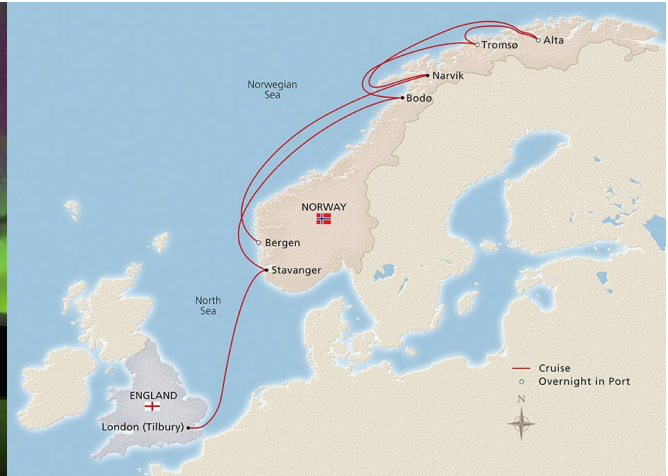 Tromsø
Alta
Narvik
Norwegian
Sea
Bodø
NORWAY
Bergen
Stavanger
North
Sea
Cruise
Overnight in Port
ENGLAND
N
London (Tilbury)